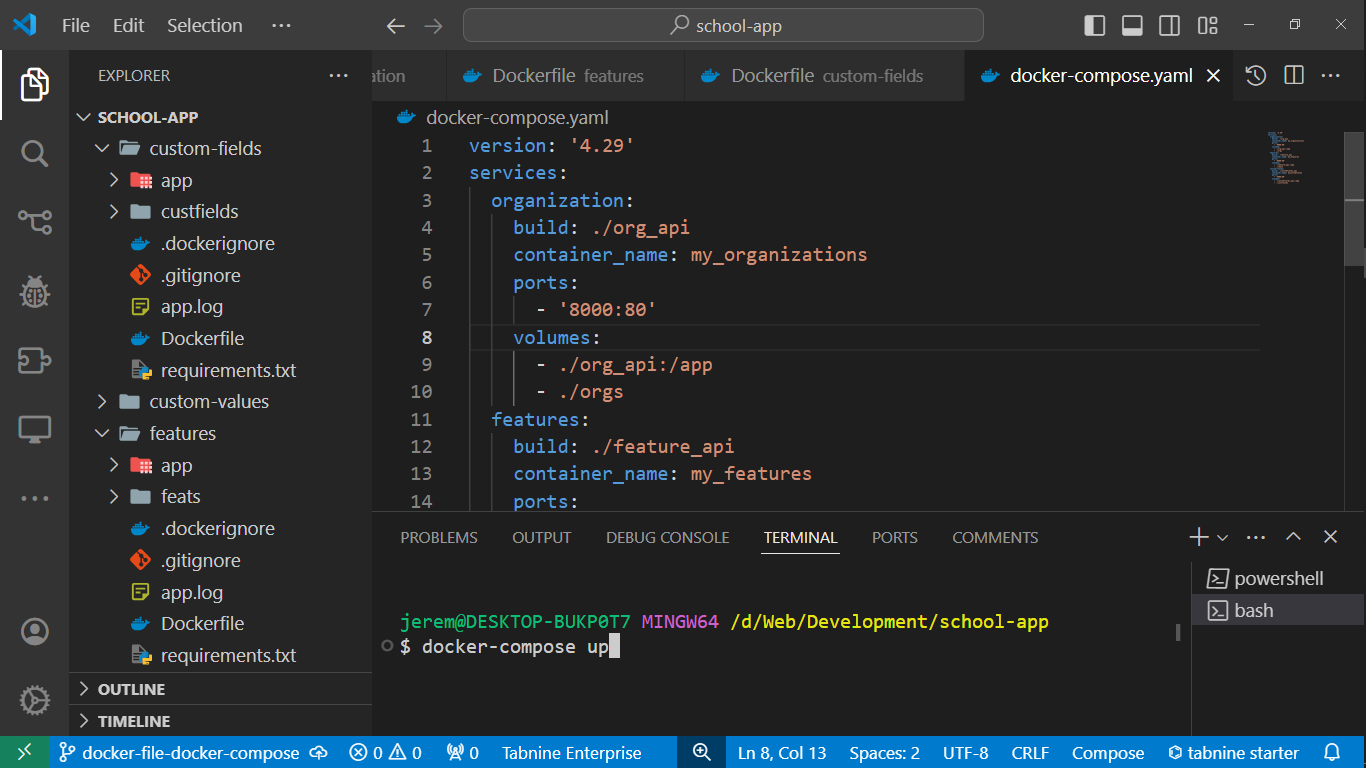 File Edit Selection ··· school-app
EXPLORER ···
SCHOOL-APP
custom-fields
app
custfields
.dockerignore
.gitignore
app.log
Dockerfile
requirements.txt
custom-values
features
app
feats
.dockerignore
.gitignore
app.log
Dockerfile
requirements.txt
OUTLINE
TIMELINE
ation Dockerfile features Dockerfile custom-fields docker-compose.yaml
docker-compose.yaml
1 version: '4.29'
2 services:
3 organization:
4 build: ./org_api
5 container_name: my_organizations
6 ports:
7 - '8000:80'
8 volumes:
9 - ./org_api:/app
10 - ./orgs
11 features:
12 build: ./feature_api
13 container_name: my_features
14 ports:
PROBLEMS OUTPUT DEBUG CONSOLE TERMINAL PORTS COMMENTS
jerem@DESKTOP-BUKP0T7 MINGW64 /d/Web/Development/school-app
$ docker-compose up
powershell
bash
docker-file-docker-compose 0 0 0 Tabnine Enterprise Ln 8, Col 13 Spaces: 2 UTF-8 CRLF Compose tabnine starter